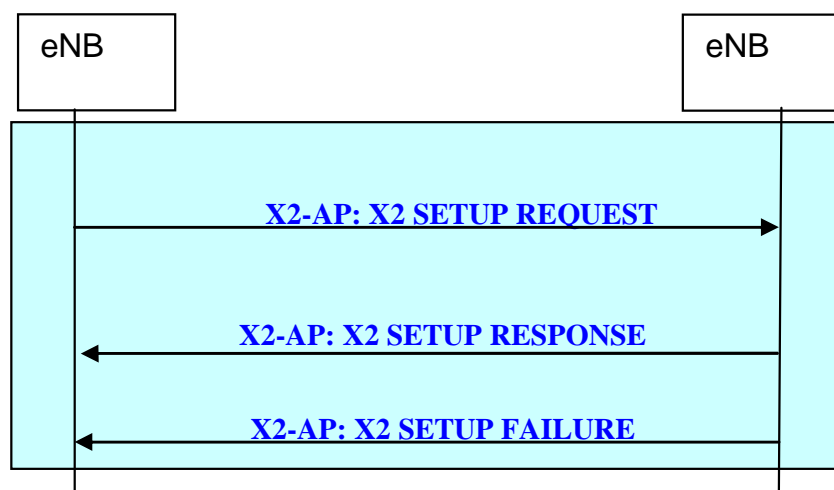 eNB
eNB
X2-AP: X2 SETUP REQUEST
X2-AP: X2 SETUP RESPONSE
X2-AP: X2 SETUP FAILURE